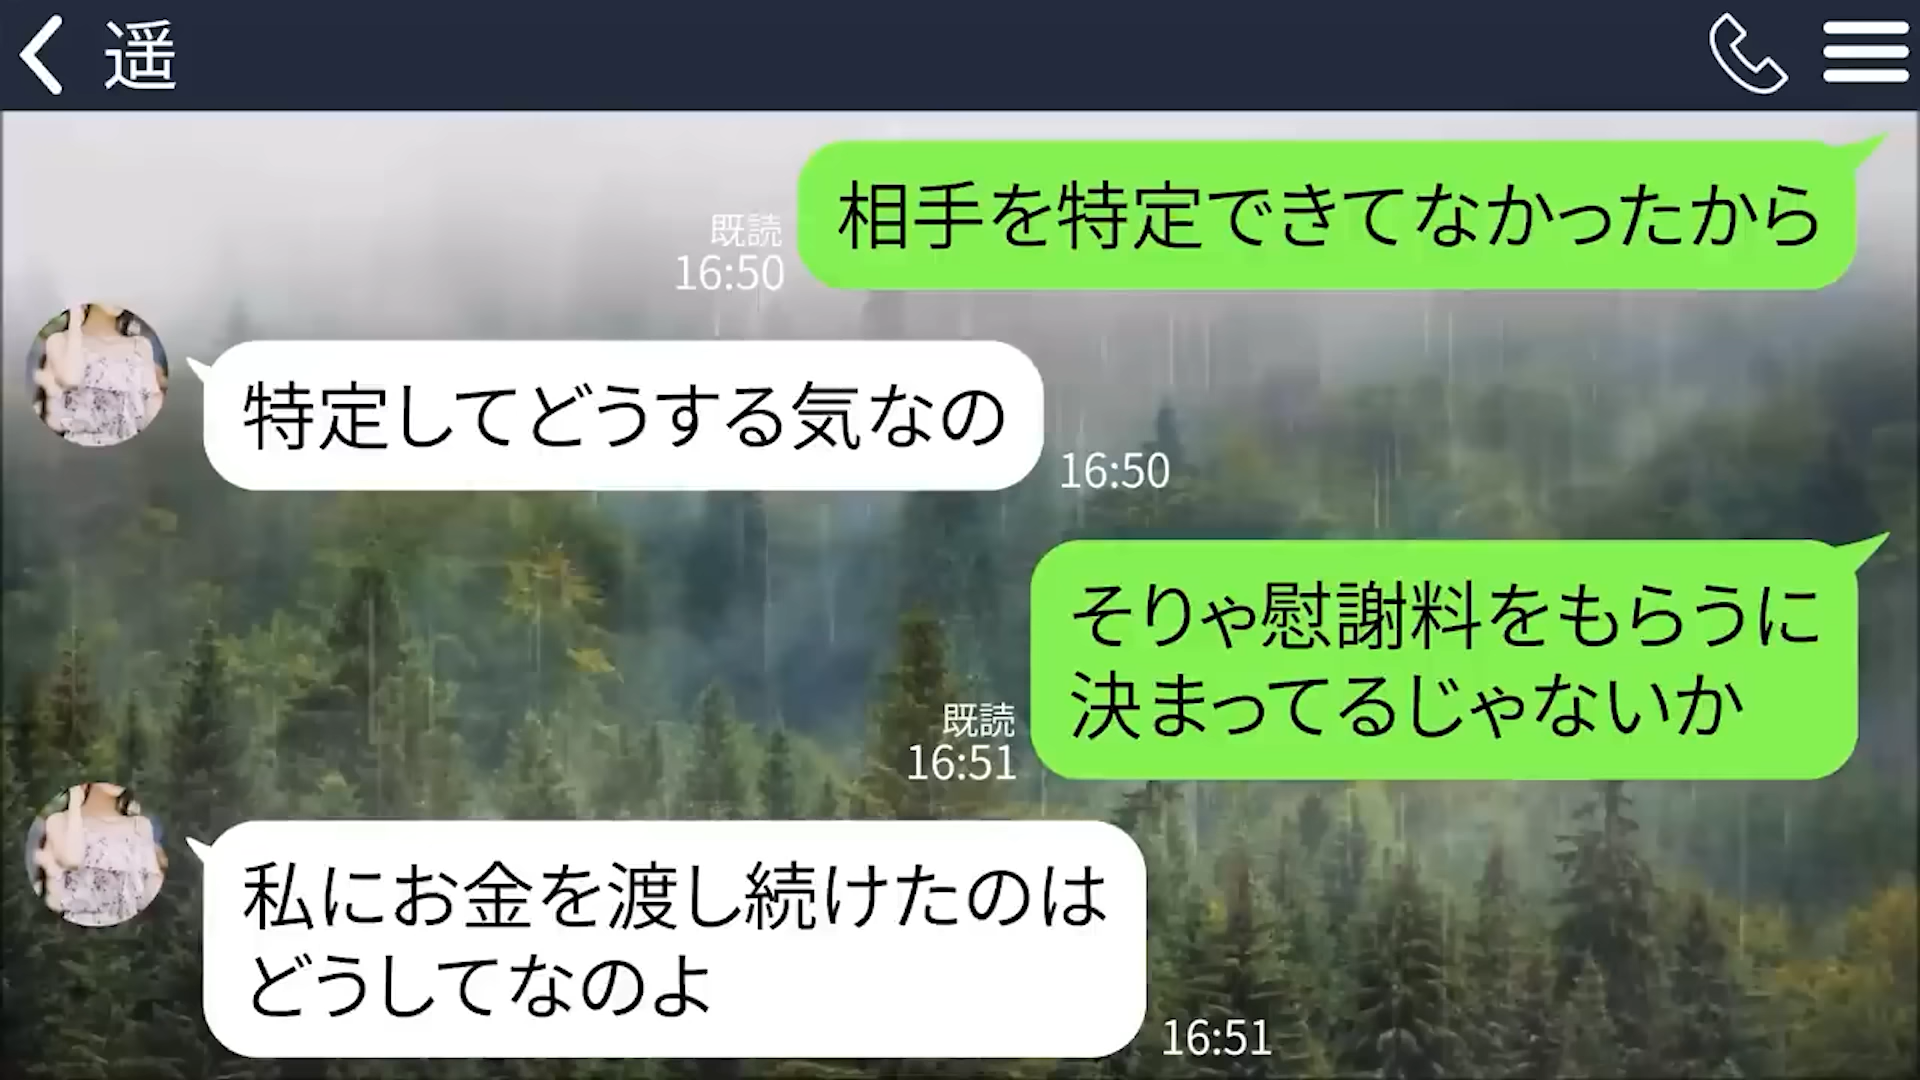 遥
相手を特定できてなかったから
既読
16:50
特定してどうする気なの
16:50
そりゃ慰謝料をもらうに
決まってるじゃないか
既読
16:51
私にお金を渡し続けたのは
どうしてなのよ
16:51